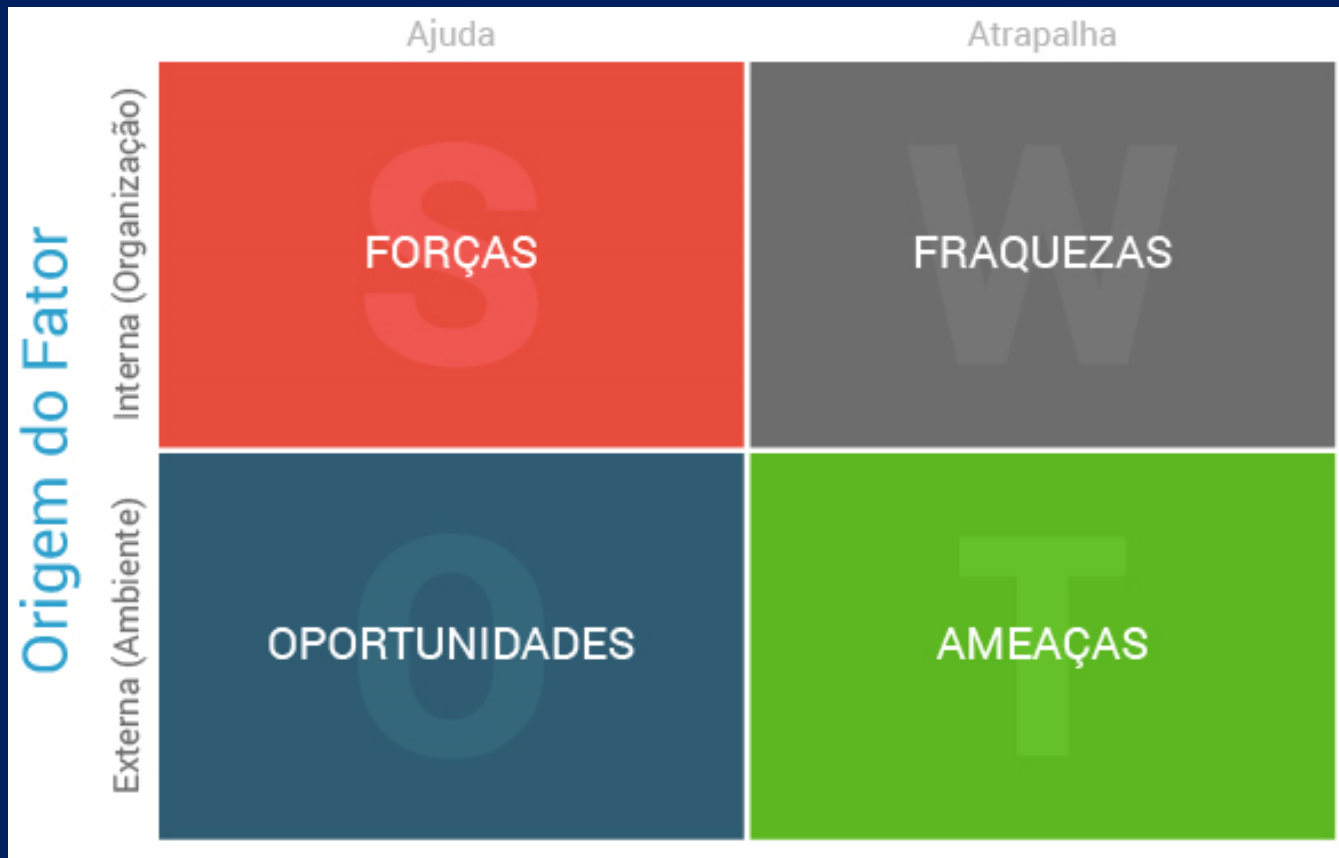 Ajuda
Atrapalha
Origem do Fator
Interna (Organização)
S
FORÇAS
W
FRAQUEZAS
Externa (Ambiente)
O
OPORTUNIDADES
T
AMEAÇAS